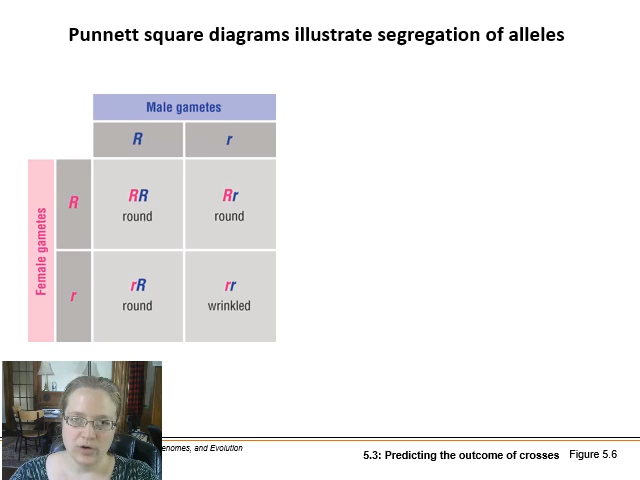 Punnett square diagrams illustrate segregation of alleles
Male gametes
R r
Female gametes
R
RR
round
Rr
round
r
rR
round
rr
wrinkled
and Evolution
5.3: Predicting the outcome of crosses Figure 5.6